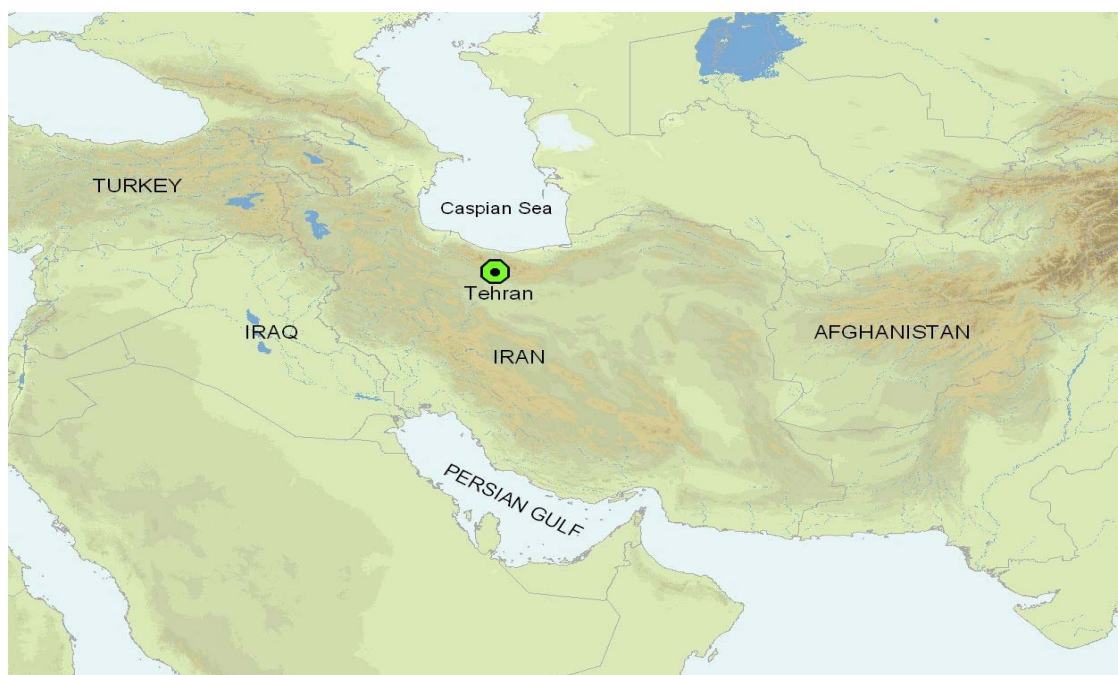 TURKEY
Caspian Sea
Tehran
IRAQ
IRAN
AFGHANISTAN
PERSIAN GULF